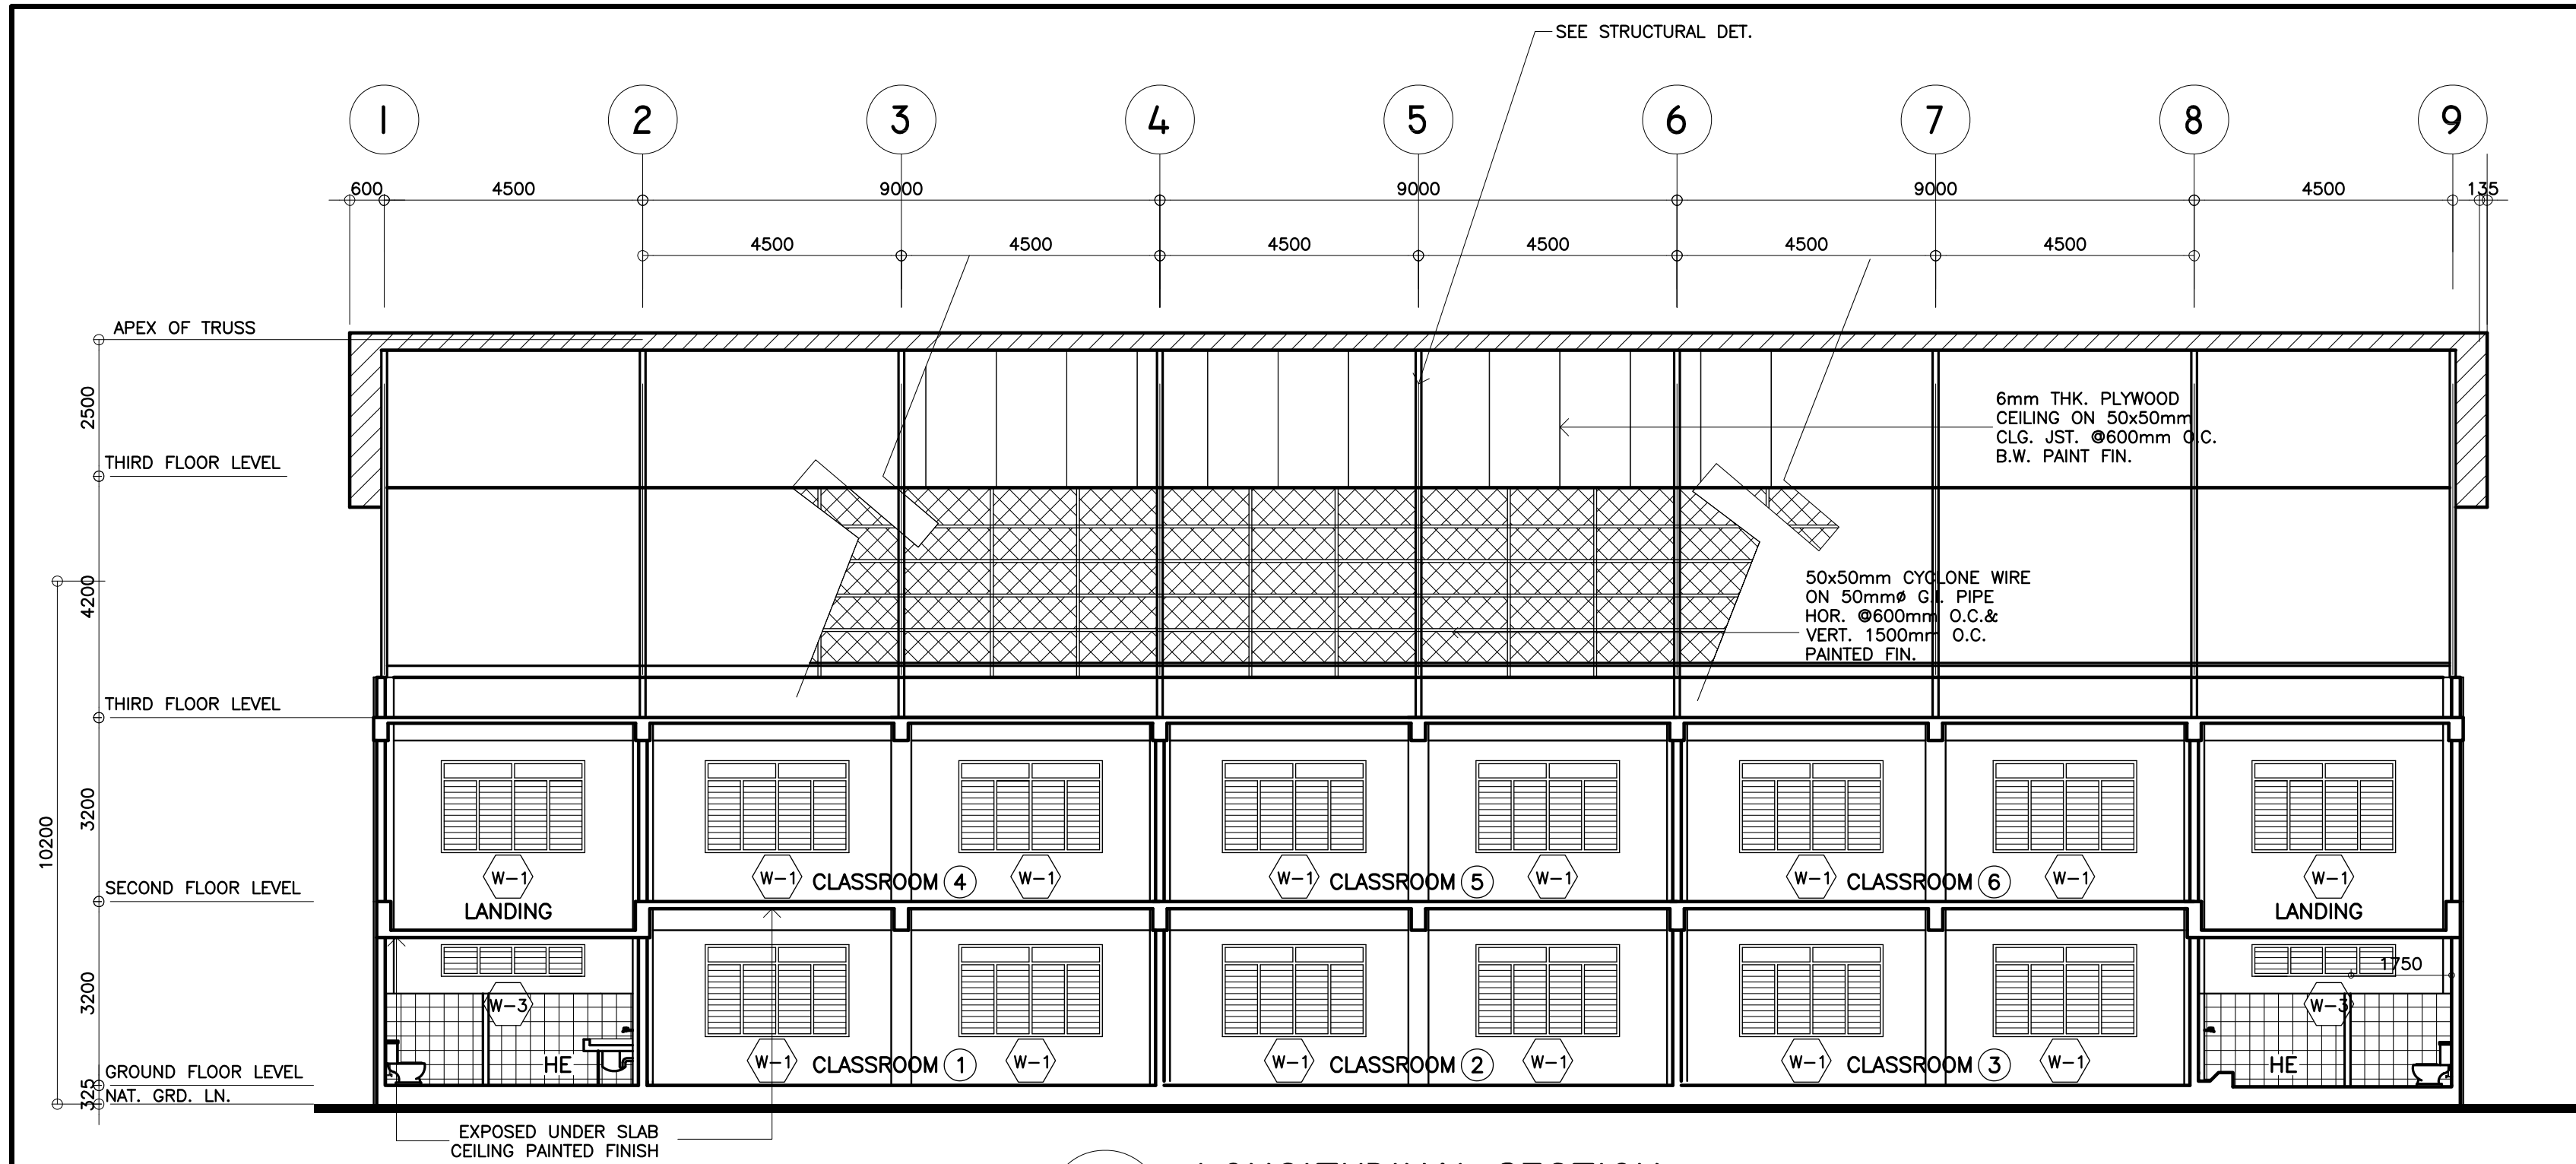 SEE STRUCTURAL DET.
1 2 3 4 5 6 7 8 9
600 4500 9000 9000 9000 4500 135
4500 4500 4500 4500 4500 4500
APEX OF TRUSS
2500
6mm THK. PLYWOOD
CEILING ON 50x50mm
CLG. JST. @600mm O.C.
B.W. PAINT FIN.
THIRD FLOOR LEVEL
4200
50x50mm CYCLONE WIRE
ON 50mmø G.I. PIPE
HOR. @600mm O.C.&
VERT. 1500mm O.C.
PAINTED FIN.
THIRD FLOOR LEVEL
3200
10200
W-1 W-1 CLASSROOM 4 W-1 W-1 CLASSROOM 5 W-1 W-1 CLASSROOM 6 W-1 W-1
SECOND FLOOR LEVEL
LANDING LANDING
3200
1750
W-3 W-3
HE W-1 CLASSROOM 1 W-1 W-1 CLASSROOM 2 W-1 W-1 CLASSROOM 3 W-1 HE
GROUND FLOOR LEVEL
325
NAT. GRD. LN.
EXPOSED UNDER SLAB
CEILING PAINTED FINISH